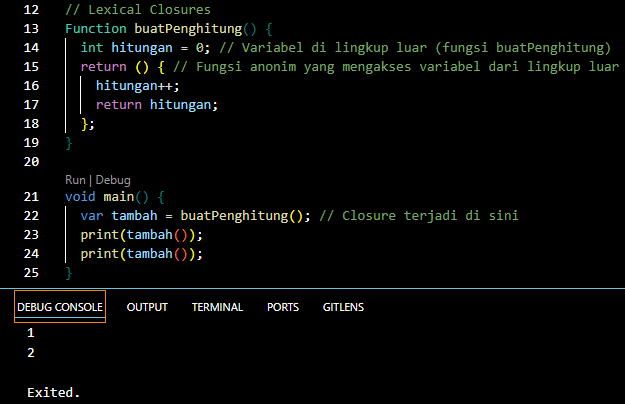 12 // Lexical Closures
13 Function buatPenghitung() {
14 int hitungan = 0; // Variabel di lingkup luar (fungsi buatPenghitung)
15 return () { // Fungsi anonim yang mengakses variabel dari lingkup luar
16 hitungan++;
17 return hitungan;
18 };
19 }
20
Run | Debug
21 void main() {
22 var tambah = buatPenghitung(); // Closure terjadi di sini
23 print(tambah());
24 print(tambah());
25 }
DEBUG CONSOLE OUTPUT TERMINAL PORTS GITLENS
1
2
Exited.